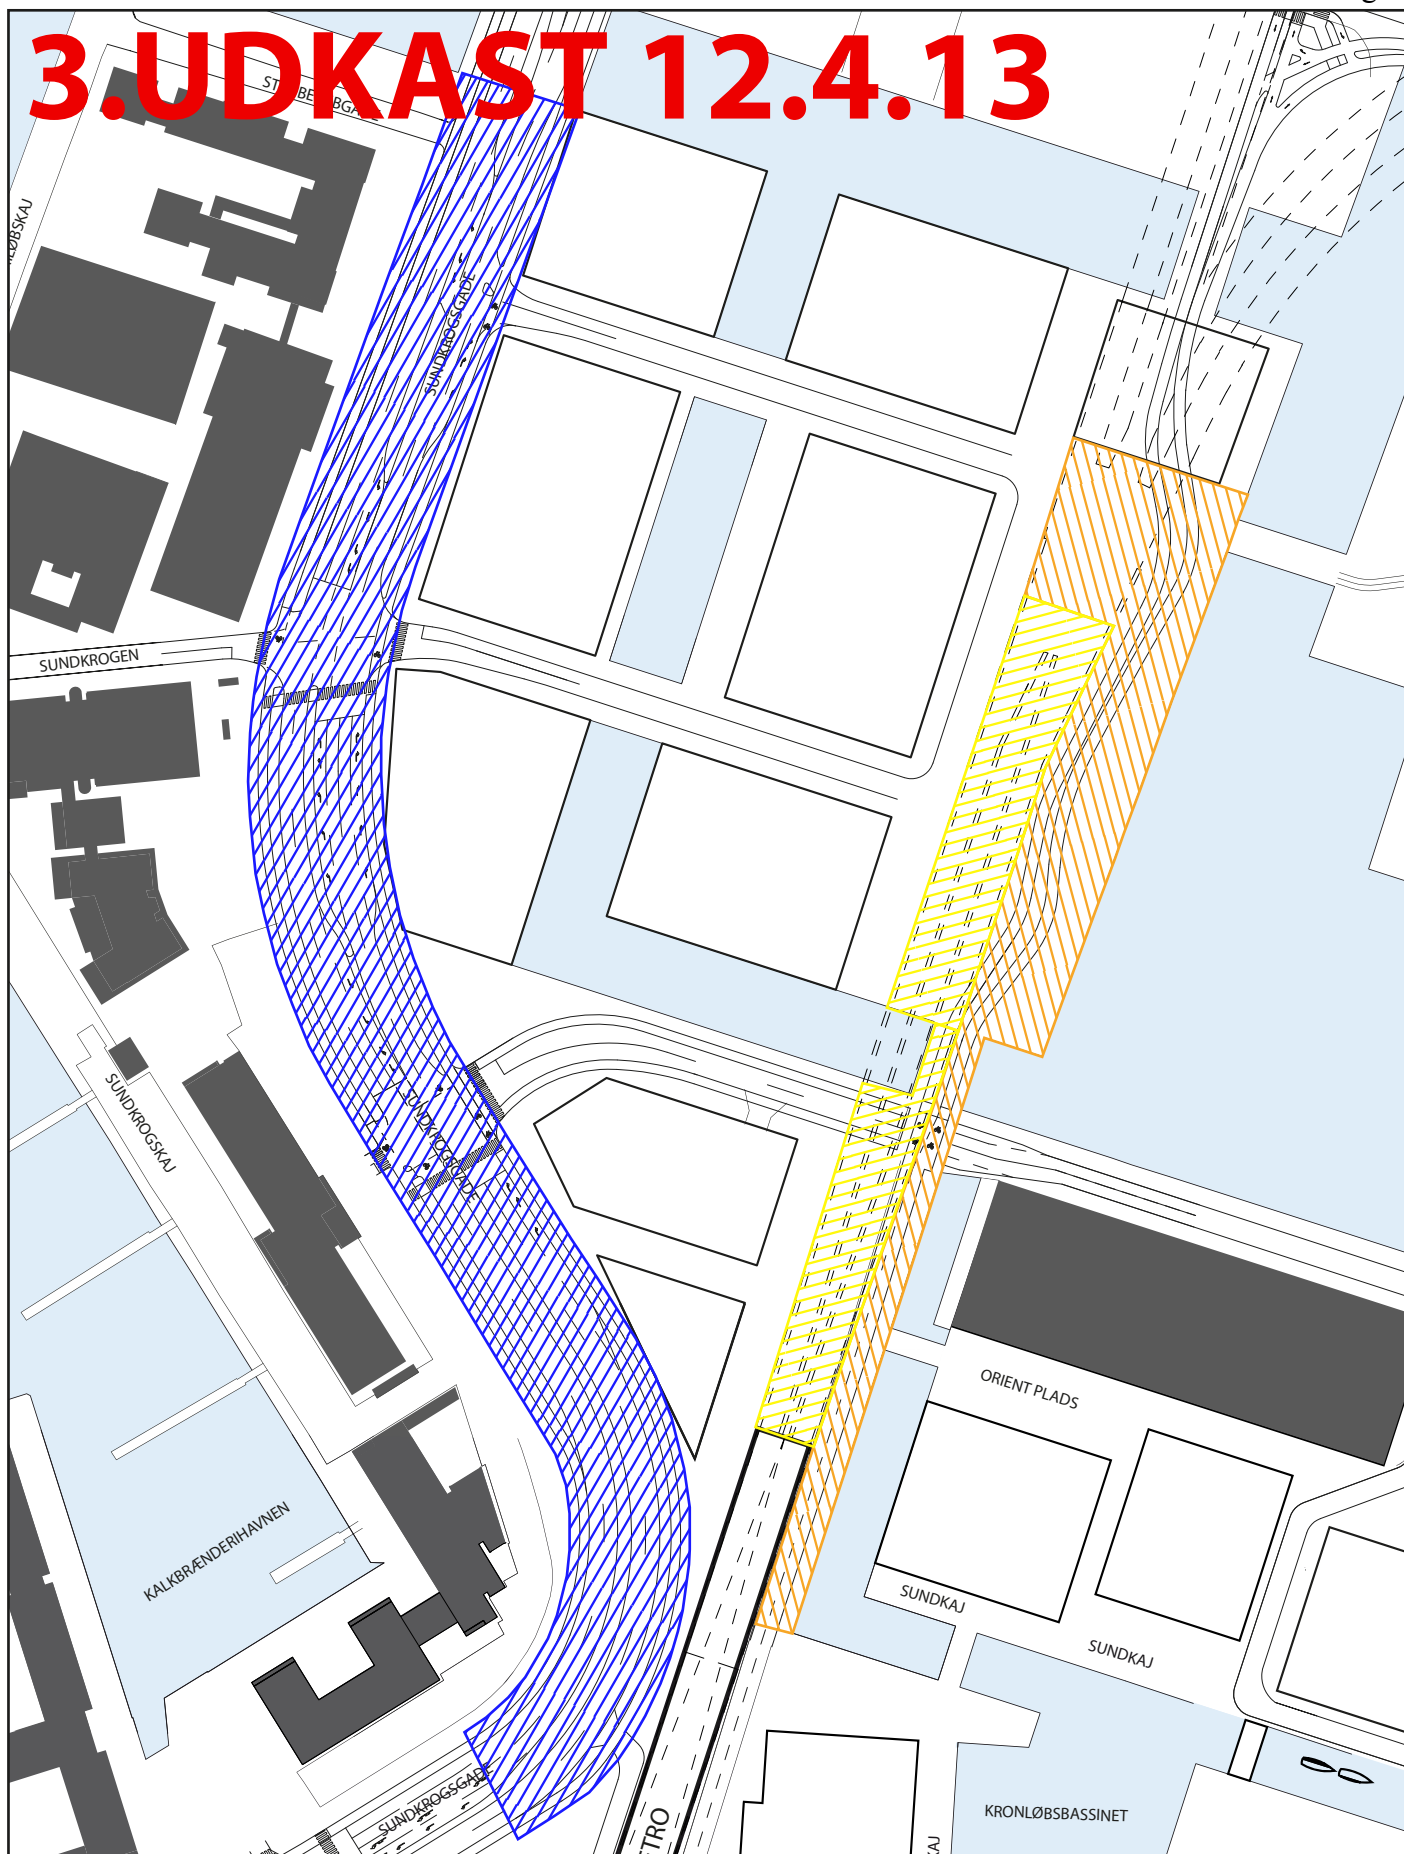 3.UDKAST 12.4.13
SUNDKROGSGADE
SUNDKROGEN
SUNDKROGSKAJ
SUNDKROGSGADE
ORIENT PLADS
KALKBRÆNDERIHAVNEN
SUNDKAJ
SUNDKAJ
SUNDKROGSGADE
KRONLØBSBASSINET